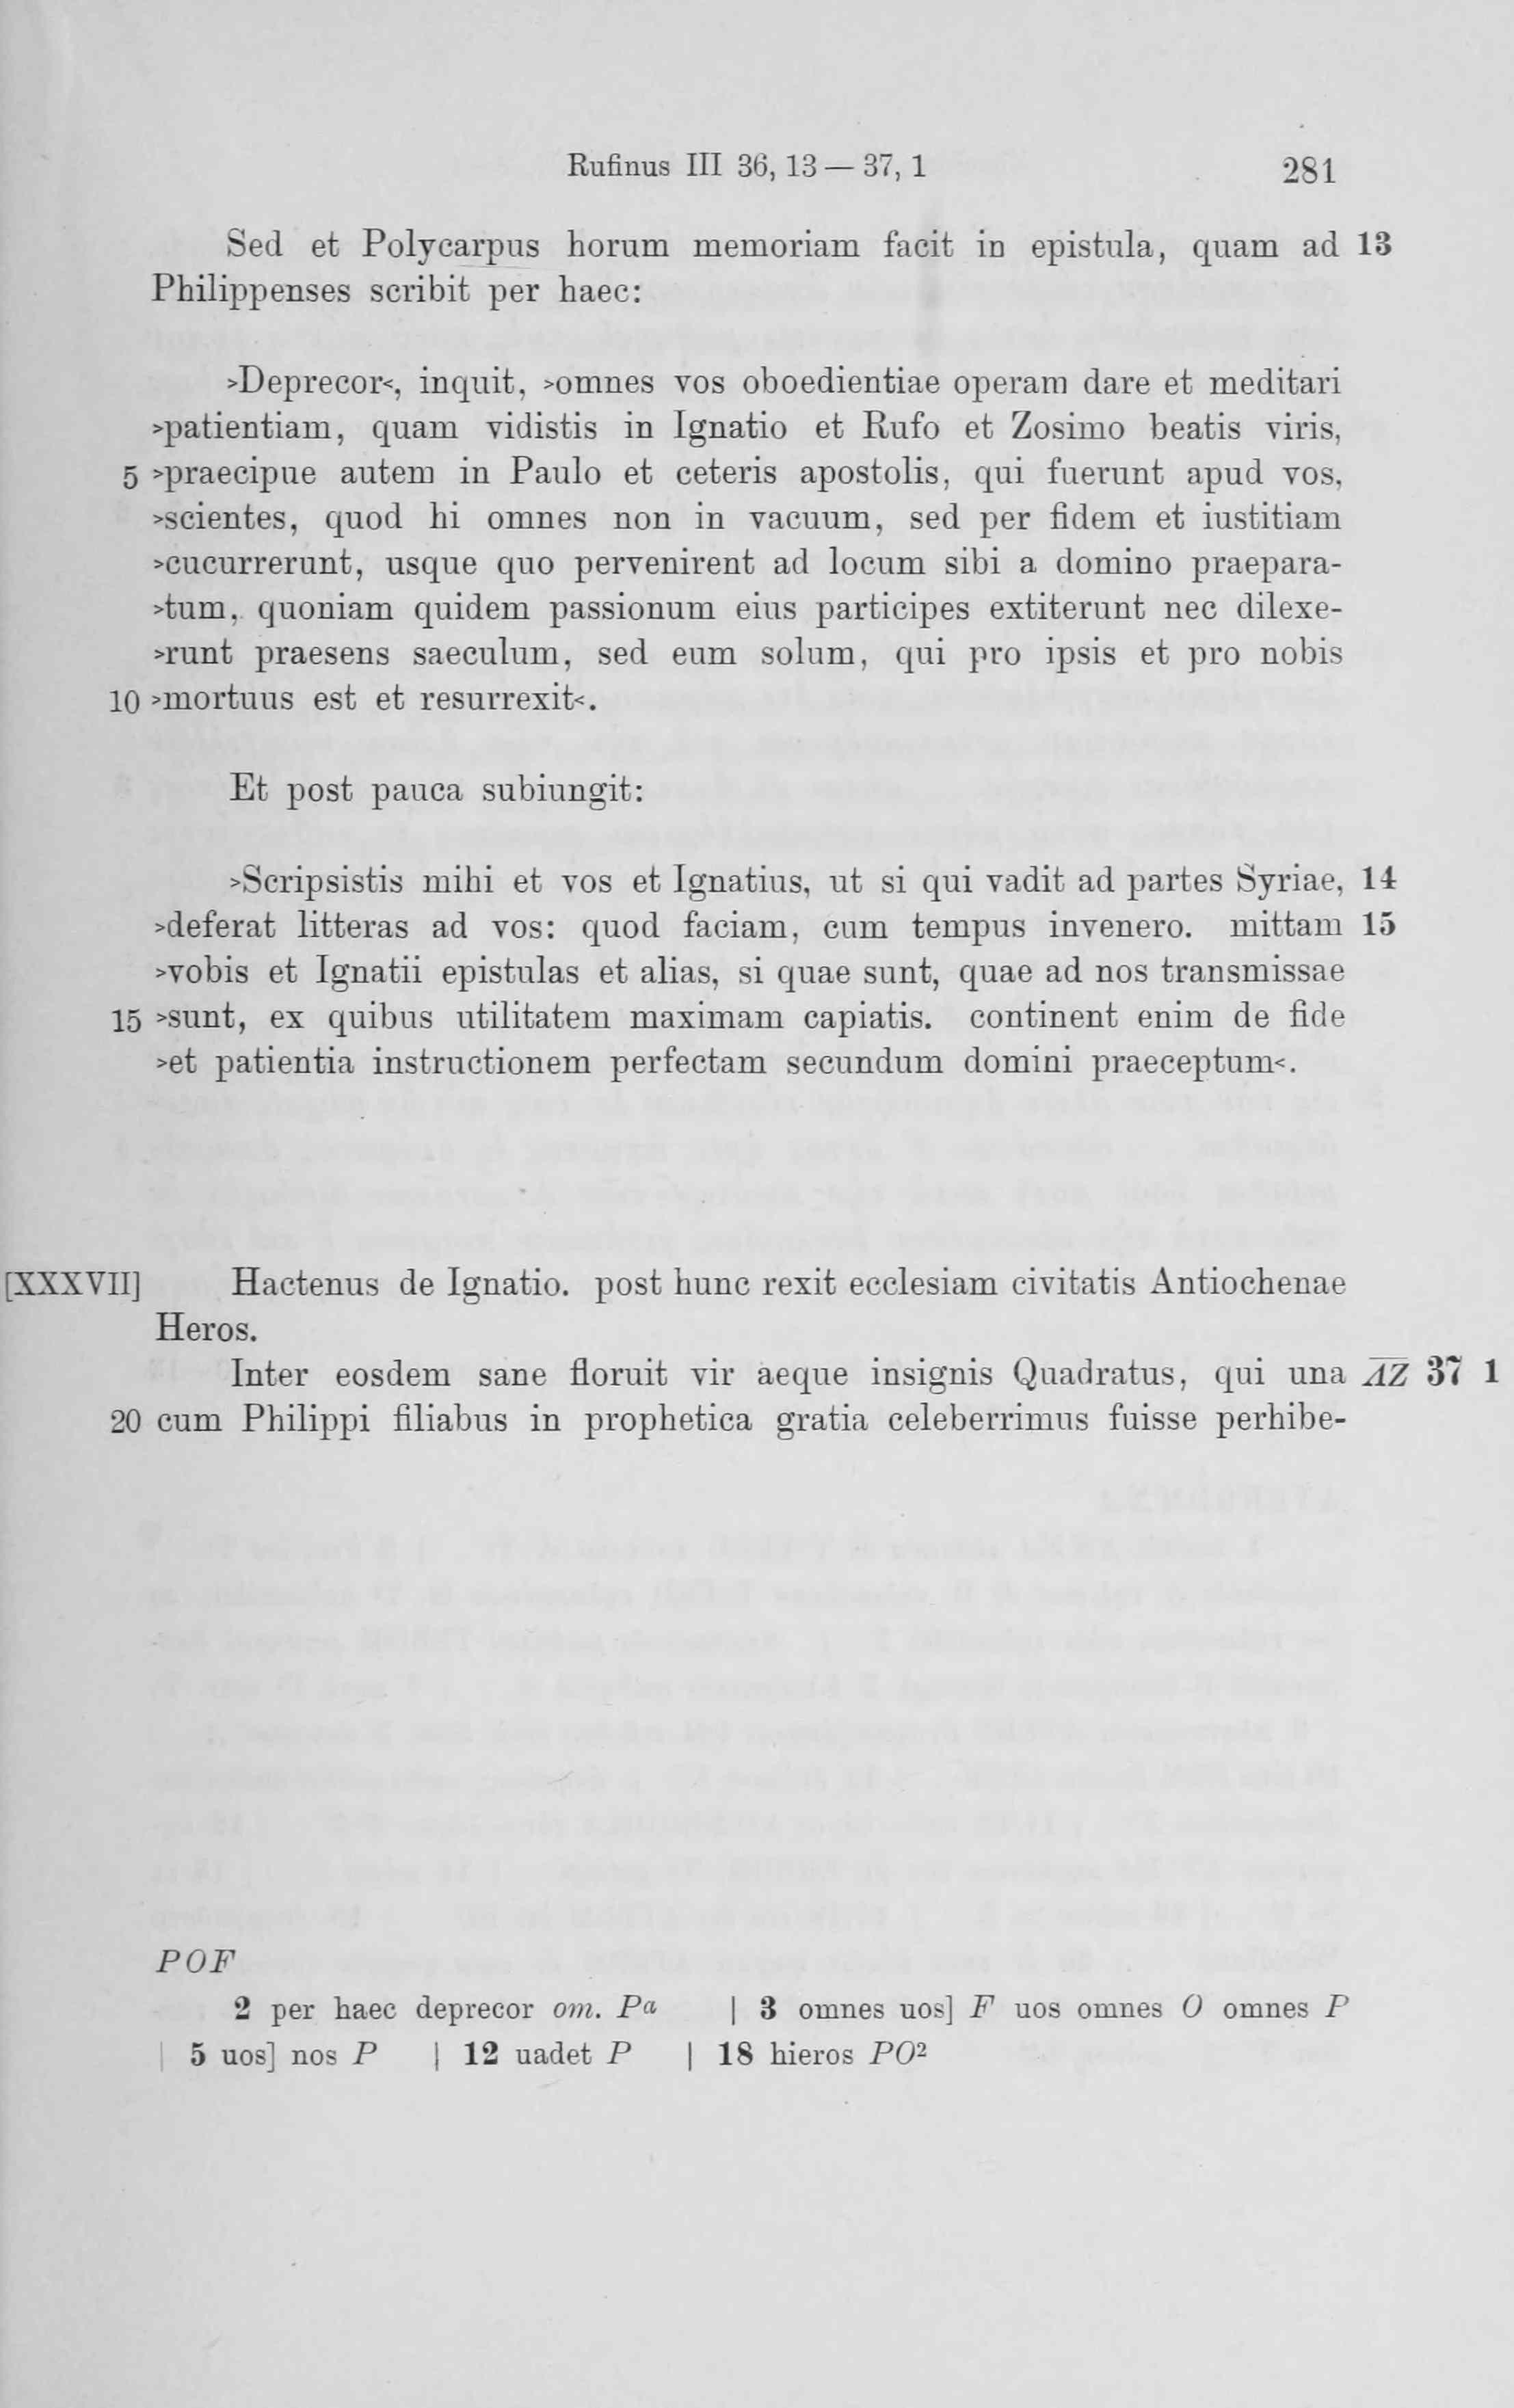 Rufinus III 36, 13 — 37, 1 281
Sed et Polycarpus horum memoriam facit in epistula, quam ad 13
Philippenses scribit per haec:
>Deprecor<, inquit, >omnes vos oboedientiae operam dare et meditari
>patientiam, quam vidistis in Ignatio et Rufo et Zosimo beatis viris,
5 >praecipue autem in Paulo et ceteris apostolis, qui fuerunt apud vos,
>scientes, quod hi omnes non in vacuum, sed per fidem et iustitiam
>cucurrerunt, usque quo pervenirent ad locum sibi a domino praepara-
>tum, quoniam quidem passionum eius participes extiterunt nec dilexe-
>runt praesens saeculum, sed eum solum, qui pro ipsis et pro nobis
10 >mortuus est et resurrexit<.
Et post pauca subiungit:
>Scripsistis mihi et vos et Ignatius, ut si qui vadit ad partes Syriae, 14
>deferat litteras ad vos: quod faciam, cum tempus invenero. mittam 15
>vobis et Ignatii epistulas et alias, si quae sunt, quae ad nos transmissae
15 >sunt, ex quibus utilitatem maximam capiatis. continent enim de fide
>et patientia instructionem perfectam secundum domini praeceptum<.
[XXXVII] Hactenus de Ignatio. post hunc rexit ecclesiam civitatis Antiochenae
Heros.
Inter eosdem sane floruit vir aeque insignis Quadratus, qui una ΛΖ 37 1
20 cum Philippi filiabus in prophetica gratia celeberrimus fuisse perhibe-
POF
2 per haec deprecor om. Pa | 3 omnes uos] F uos omnes O omnes P
| 5 uos] nos P | 12 uadet P | 18 hieros PO²